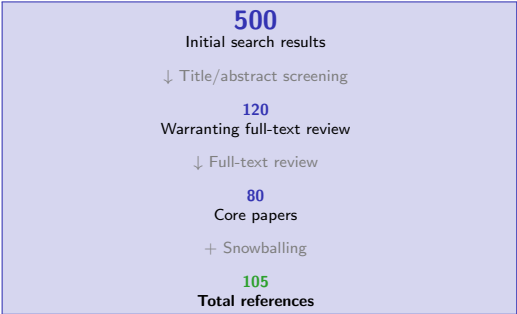 500
Initial search results
↓ Title/abstract screening
120
Warranting full-text review
↓ Full-text review
80
Core papers
+ Snowballing
105
Total references